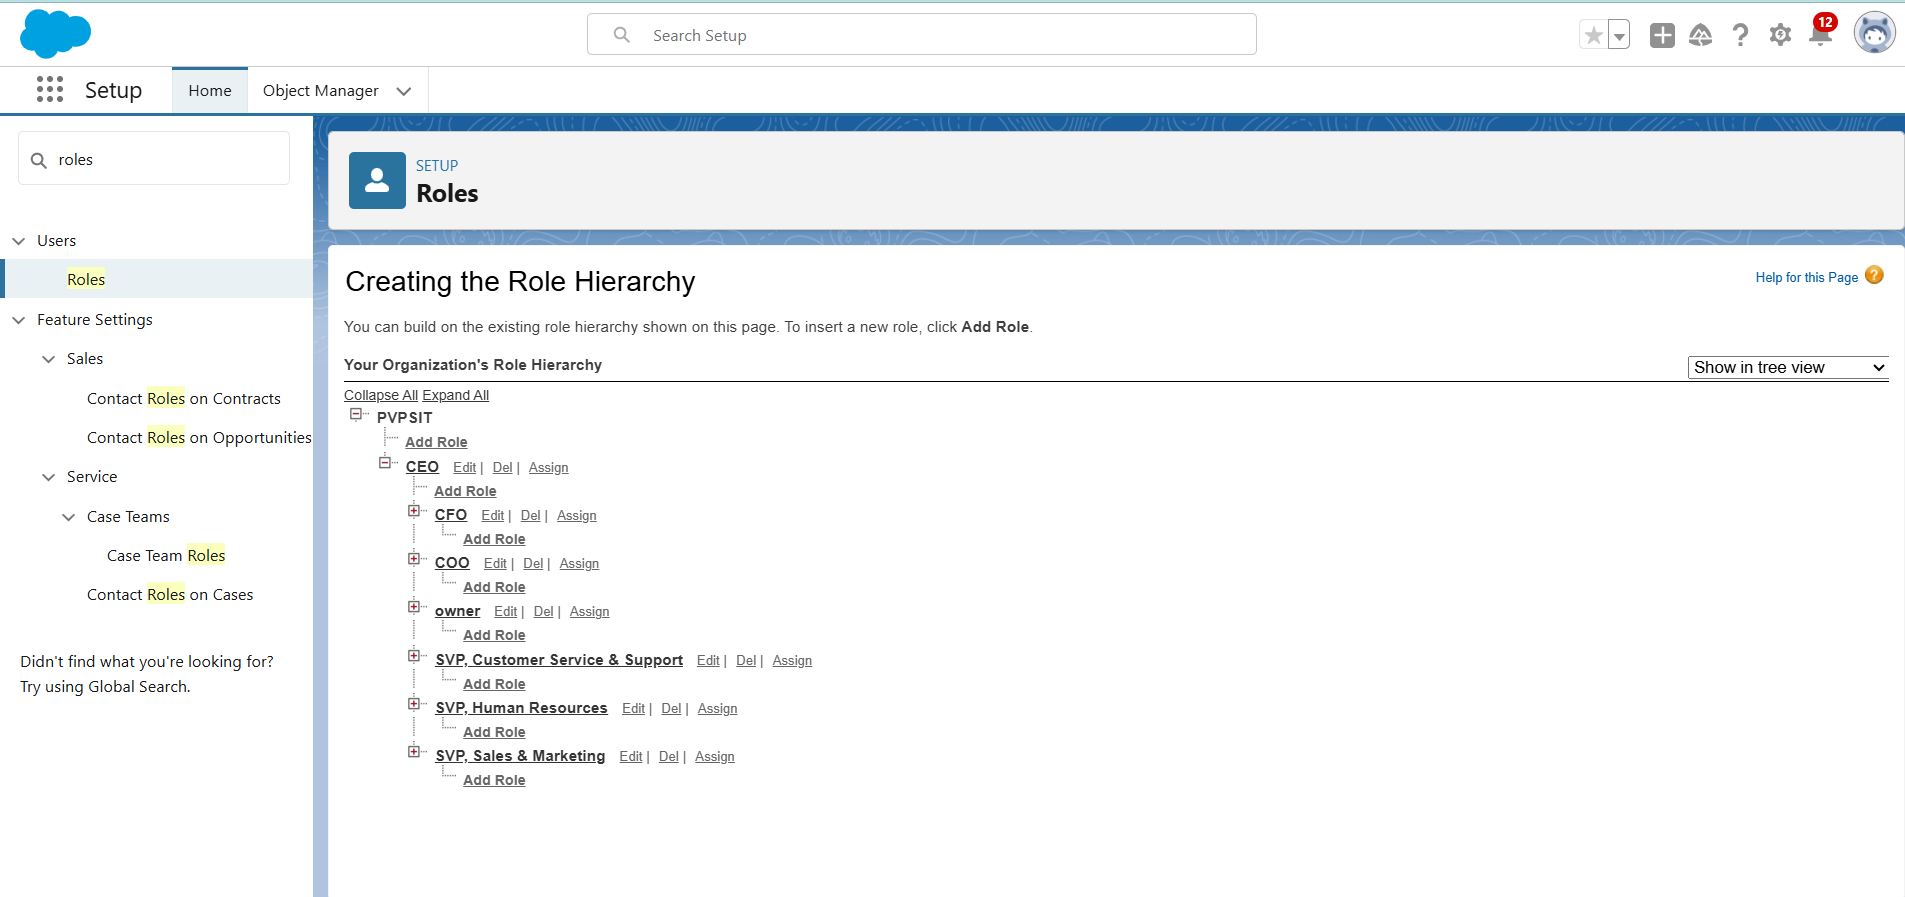 Search Setup
12
Setup
Home
Object Manager
roles
Users
Roles
Feature Settings
Sales
Contact Roles on Contracts
Contact Roles on Opportunities
Service
Case Teams
Case Team Roles
Contact Roles on Cases
Didn't find what you're looking for?
Try using Global Search.
SETUP
Roles
Creating the Role Hierarchy
Help for this Page ?
You can build on the existing role hierarchy shown on this page. To insert a new role, click Add Role.
Your Organization's Role Hierarchy
Show in tree view
Collapse All Expand All
PVPSIT
Add Role
CEO Edit | Del | Assign
Add Role
CFO Edit | Del | Assign
Add Role
COO Edit | Del | Assign
Add Role
owner Edit | Del | Assign
Add Role
SVP, Customer Service & Support Edit | Del | Assign
Add Role
SVP, Human Resources Edit | Del | Assign
Add Role
SVP, Sales & Marketing Edit | Del | Assign
Add Role